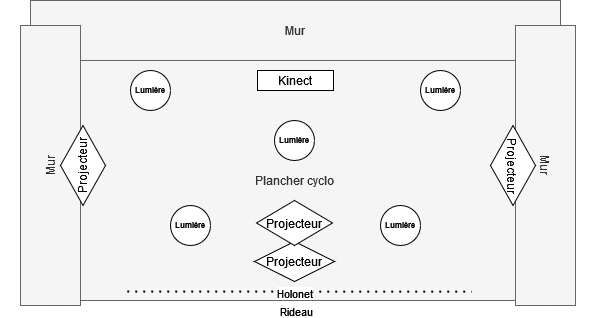 Mur
Kinect
Lumière
Lumière
Lumière
Mur
Projecteur
Projecteur
Mur
Plancher cyclo
Lumière
Projecteur
Lumière
Projecteur
Holonet
Rideau